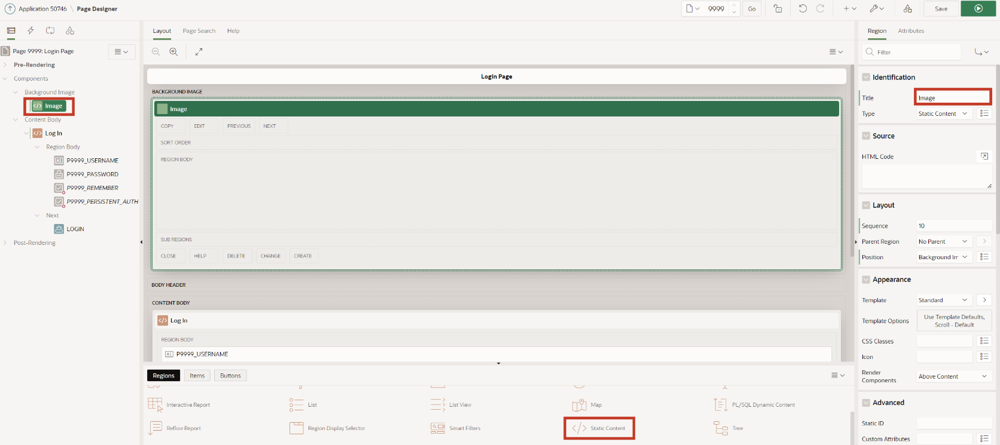 Application 50746 \ Page Designer
9999
Go
Save
Page 9999: Login Page
Pre-Rendering
Components
Background Image
Image
Content Body
Log In
Region Body
P9999_USERNAME
P9999_PASSWORD
P9999_REMEMBER
P9999_PERSISTENT_AUTH
Next
LOGIN
Post-Rendering
Layout Page Search Help
Login Page
BACKGROUND IMAGE
Image
COPY EDIT PREVIOUS NEXT
SORT ORDER
REGION BODY
SUB REGIONS
CLOSE HELP DELETE CHANGE CREATE
BODY HEADER
CONTENT BODY
Log In
REGION BODY
P9999_USERNAME
Regions Items Buttons
Interactive Report List List View Map PL/SQL Dynamic Content
Reflow Report Region Display Selector Smart Filters Static Content Tree
Region Attributes
Filter
Identification
Title Image
Type Static Content
Source
HTML Code
Layout
Sequence 10
Parent Region No Parent
Position Background Im
Appearance
Template Standard
Template Options Use Template Defaults,
Scroll - Default
CSS Classes
Icon
Render
Components Above Content
Advanced
Static ID
Custom Attributes